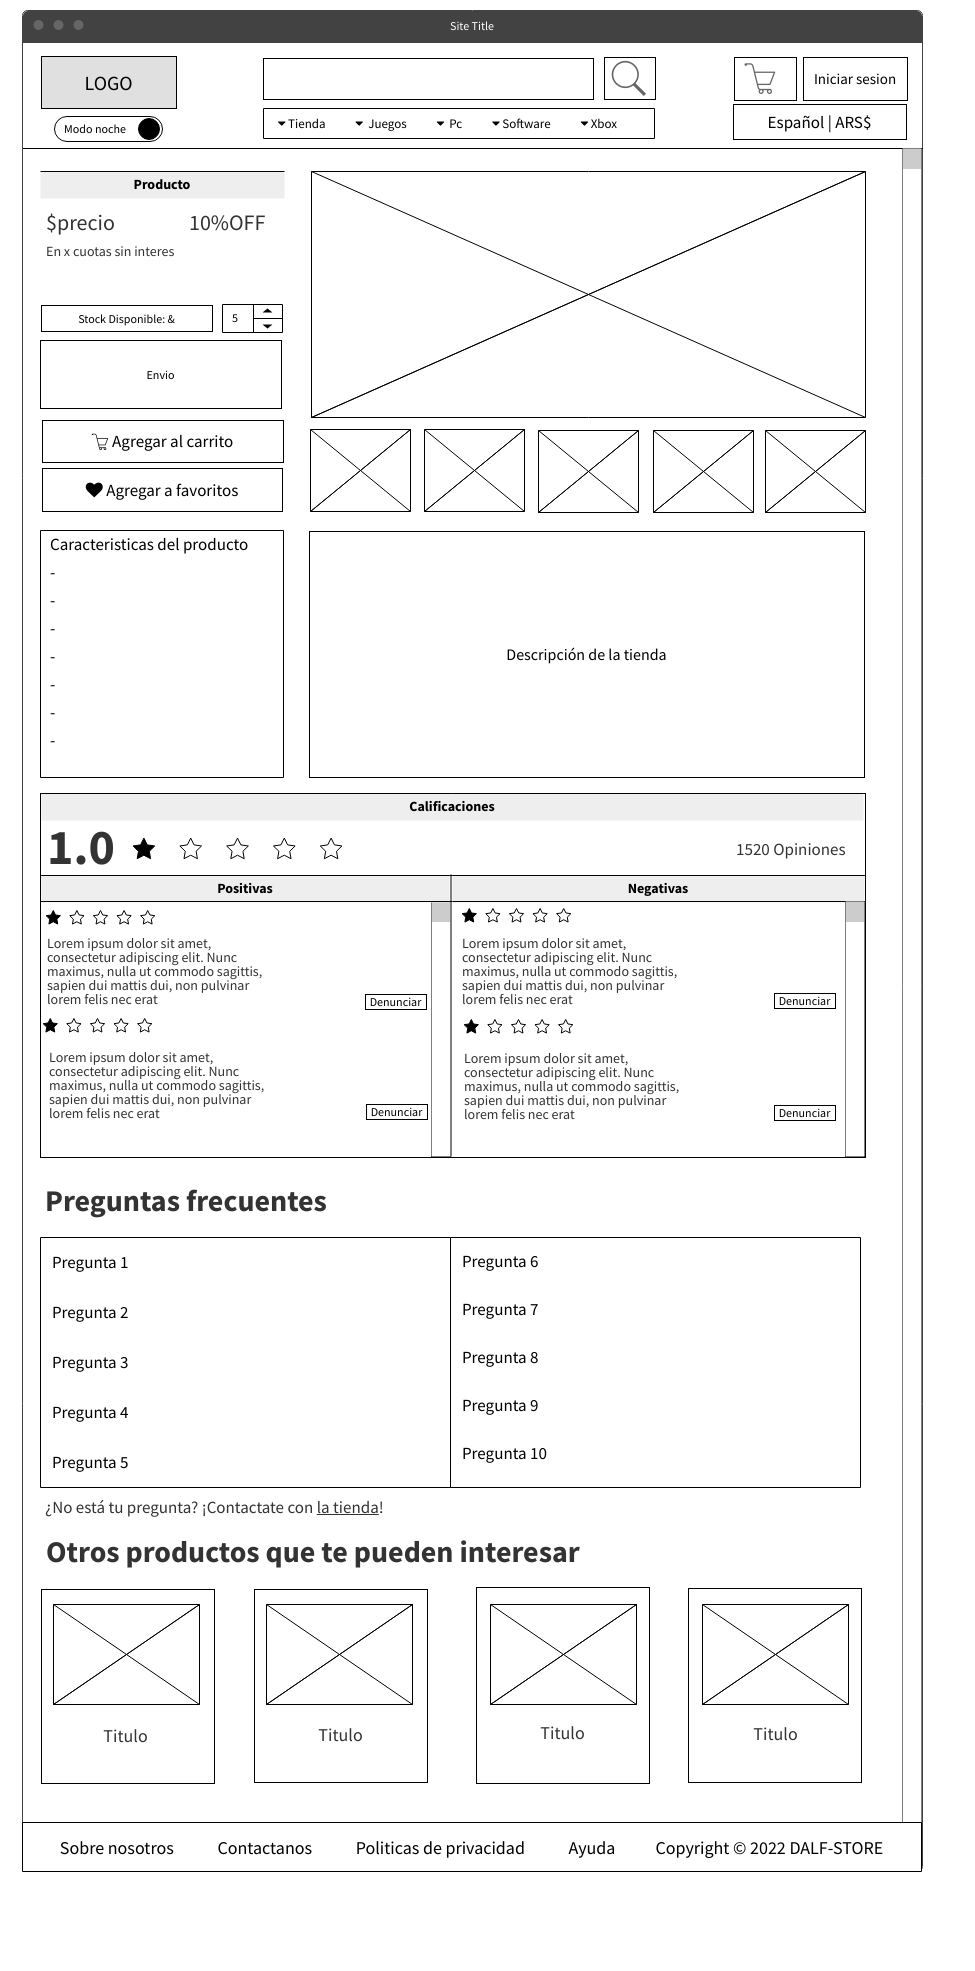 Site Title
LOGO
Iniciar sesion
Modo noche
Tienda Juegos Pc Software Xbox
Español | ARS$
Producto
$precio 10%OFF
En x cuotas sin interes
Stock Disponible: & 5
Envio
Agregar al carrito
Agregar a favoritos
Caracteristicas del producto
-
-
-
-
-
-
-
Descripción de la tienda
Calificaciones
1.0 1520 Opiniones
Positivas
Lorem ipsum dolor sit amet,
consectetur adipiscing elit. Nunc
maximus, nulla ut commodo sagittis,
sapien dui mattis dui, non pulvinar
lorem felis nec erat
Denunciar
Lorem ipsum dolor sit amet,
consectetur adipiscing elit. Nunc
maximus, nulla ut commodo sagittis,
sapien dui mattis dui, non pulvinar
lorem felis nec erat
Denunciar
Negativas
Lorem ipsum dolor sit amet,
consectetur adipiscing elit. Nunc
maximus, nulla ut commodo sagittis,
sapien dui mattis dui, non pulvinar
lorem felis nec erat
Denunciar
Lorem ipsum dolor sit amet,
consectetur adipiscing elit. Nunc
maximus, nulla ut commodo sagittis,
sapien dui mattis dui, non pulvinar
lorem felis nec erat
Denunciar
Preguntas frecuentes
Pregunta 1
Pregunta 2
Pregunta 3
Pregunta 4
Pregunta 5
Pregunta 6
Pregunta 7
Pregunta 8
Pregunta 9
Pregunta 10
¿No está tu pregunta? ¡Contactate con la tienda!
Otros productos que te pueden interesar
Titulo Titulo Titulo Titulo
Sobre nosotros Contactanos Politicas de privacidad Ayuda Copyright © 2022 DALF-STORE